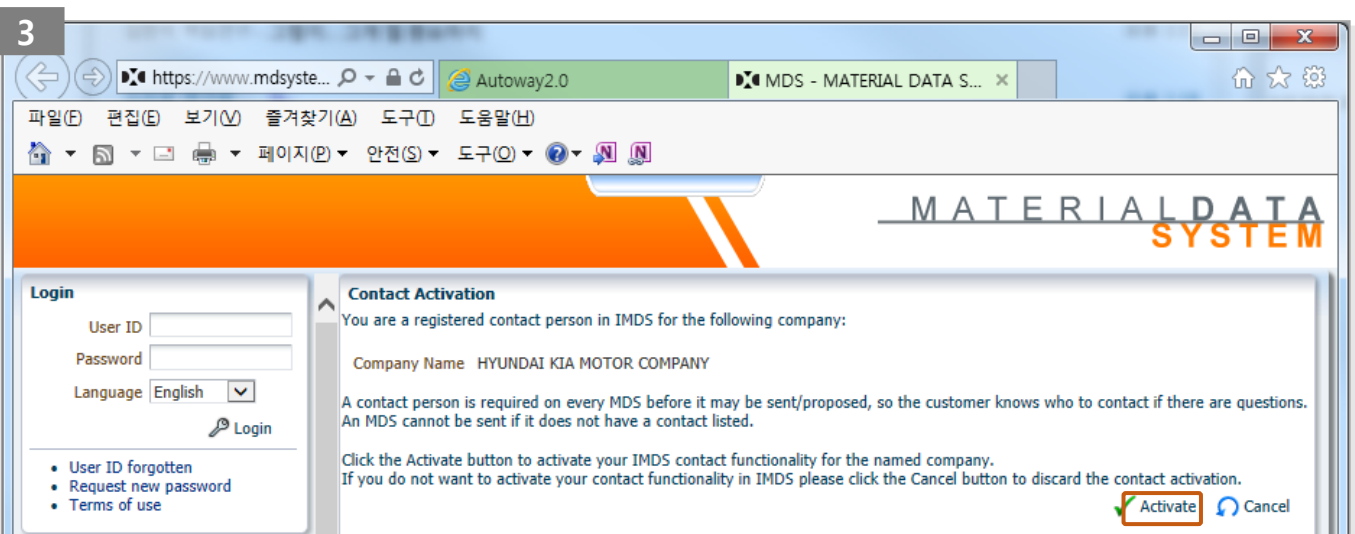 3
https://www.mdsyste...
Autoway2.0
MDS - MATERIAL DATA S...
파일(F) 편집(E) 보기(V) 즐겨찾기(A) 도구(T) 도움말(H)
페이지(P) 안전(S) 도구(O)
MATERIALDATA
SYSTEM
Login
User ID
Password
Language English
Login
User ID forgotten
Request new password
Terms of use
Contact Activation
You are a registered contact person in IMDS for the following company:
Company Name HYUNDAI KIA MOTOR COMPANY
A contact person is required on every MDS before it may be sent/proposed, so the customer knows who to contact if there are questions.
An MDS cannot be sent if it does not have a contact listed.
Click the Activate button to activate your IMDS contact functionality for the named company.
If you do not want to activate your contact functionality in IMDS please click the Cancel button to discard the contact activation.
Activate Cancel